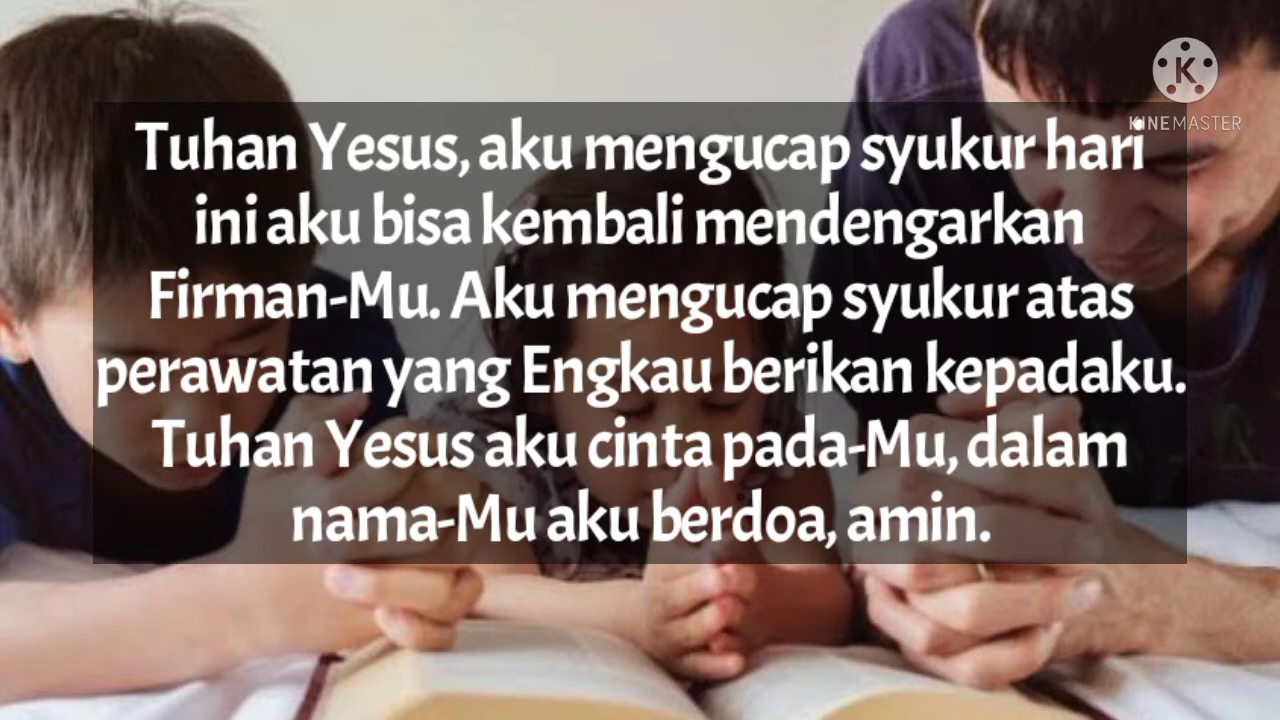 KINEMASTER
Tuhan Yesus, aku mengucap syukur hari
ini aku bisa kembali mendengarkan
Firman-Mu. Aku mengucap syukur atas
perawatan yang Engkau berikan kepadaku.
Tuhan Yesus aku cinta pada-Mu, dalam
nama-Mu aku berdoa, amin.